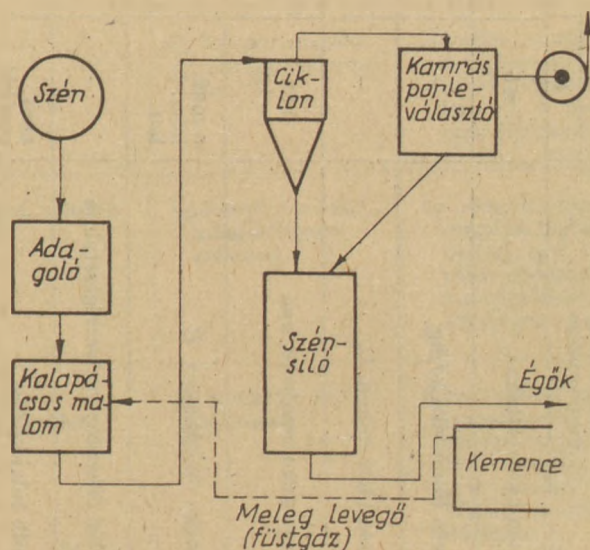 Szén
Ada-
goló
Kalapá-
csos ma-
lom
Cik-
lon
Kamrás
porle-
választó
Szén-
siló
Égők
Kemence
Meleg levegő
(füstgáz)